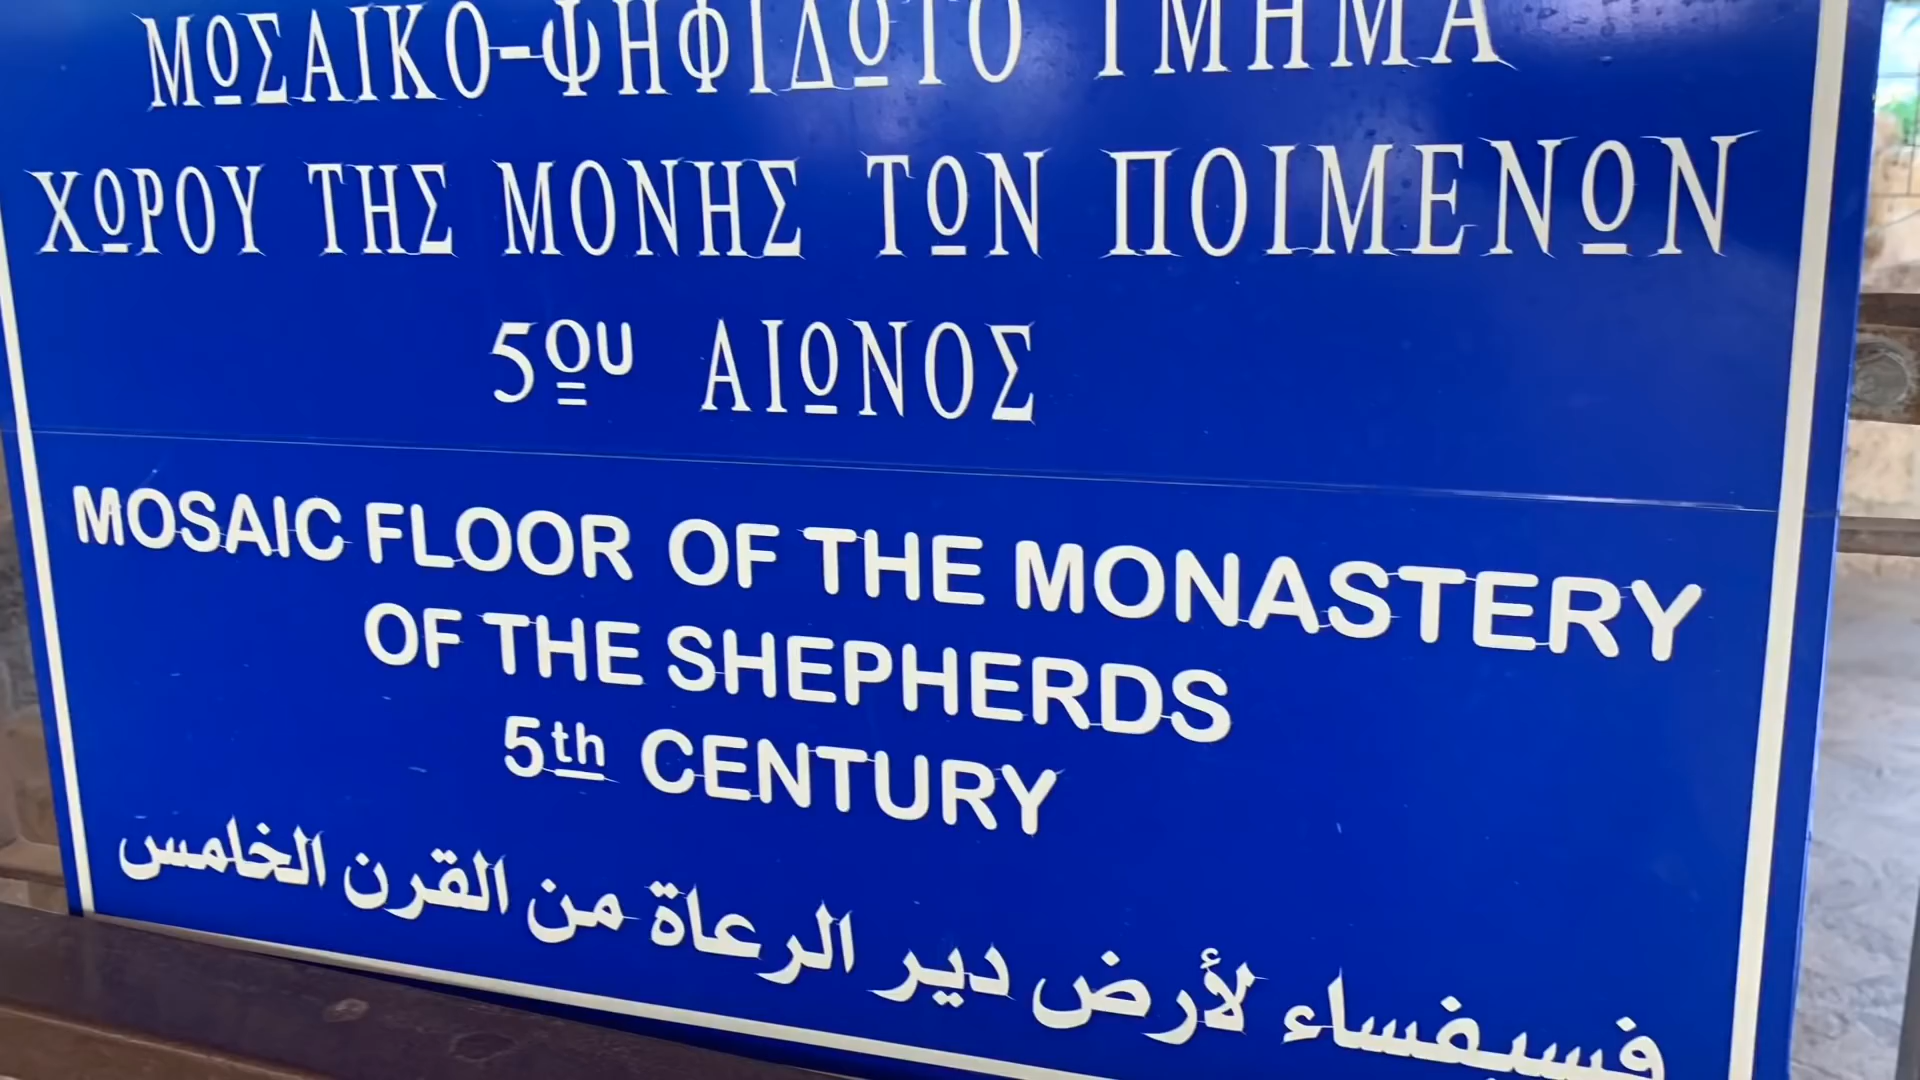 ΜΩΣΑΙΚΟ-ΨΗΦΙΔΩΤΟ ΤΜΗΜΑ
ΧΩΡΟΥ ΤΗΣ ΜΟΝΗΣ ΤΩΝ ΠΟΙΜΕΝΩΝ
5ου ΑΙΩΝΟΣ
MOSAIC FLOOR OF THE MONASTERY
OF THE SHEPHERDS
5th CENTURY
فسيفساء لأرض دير الرعاة من القرن الخامس